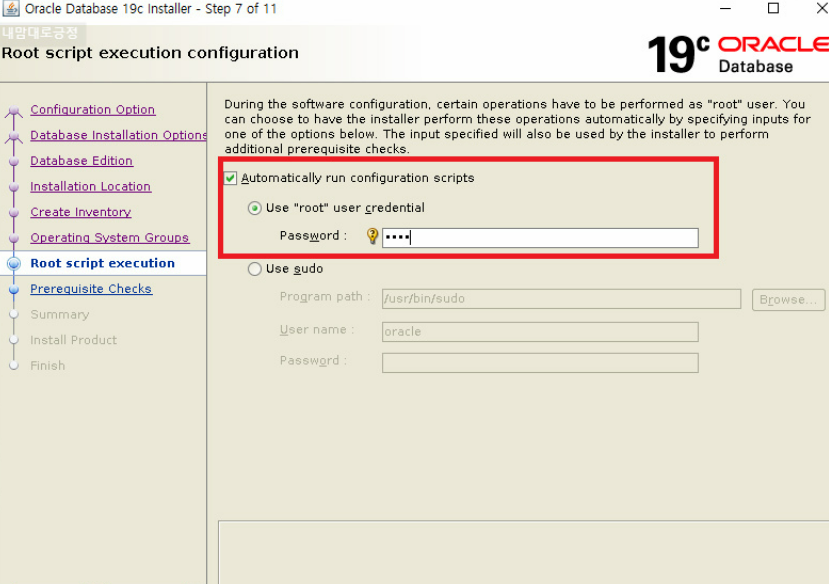 Oracle Database 19c Installer - Step 7 of 11
내맘대로긍정
Root script execution configuration
19c ORACLE
Database
Configuration Option
Database Installation Options
Database Edition
Installation Location
Create Inventory
Operating System Groups
Root script execution
Prerequisite Checks
Summary
Install Product
Finish
During the software configuration, certain operations have to be performed as "root" user. You
can choose to have the installer perform these operations automatically by specifying inputs for
one of the options below. The input specified will also be used by the installer to perform
additional prerequisite checks.
Automatically run configuration scripts
Use "root" user credential
Password : ••••
Use sudo
Program path : /usr/bin/sudo Browse...
User name : oracle
Password :